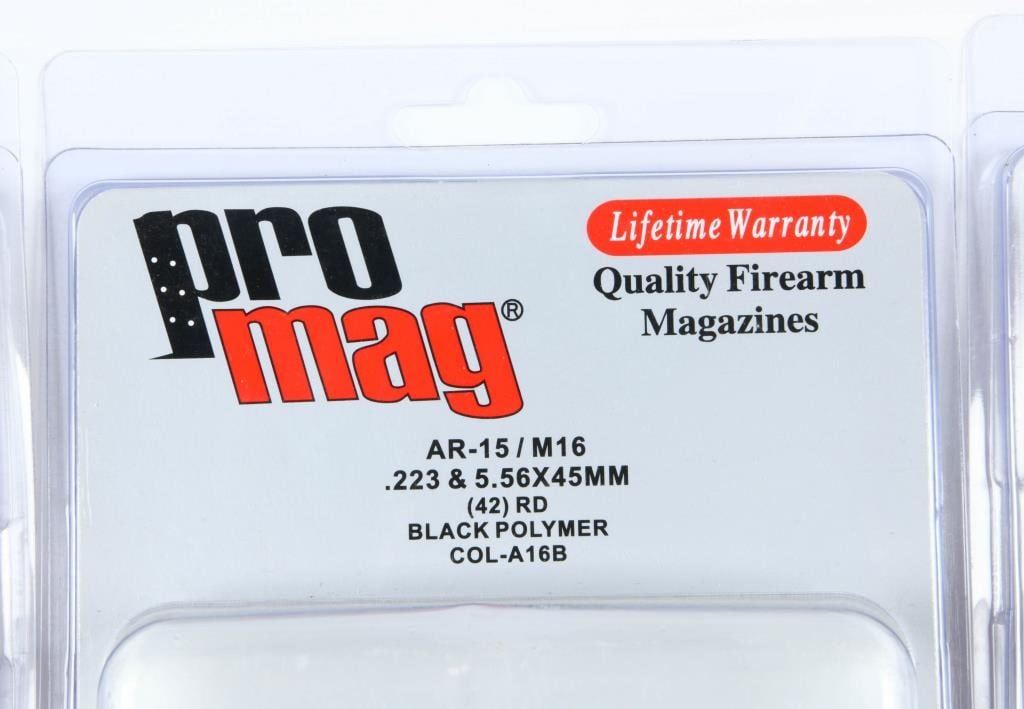 pro
mag®
Lifetime Warranty
Quality Firearm
Magazines
AR-15 / M16
.223 & 5.56X45MM
(42) RD
BLACK POLYMER
COL-A16B